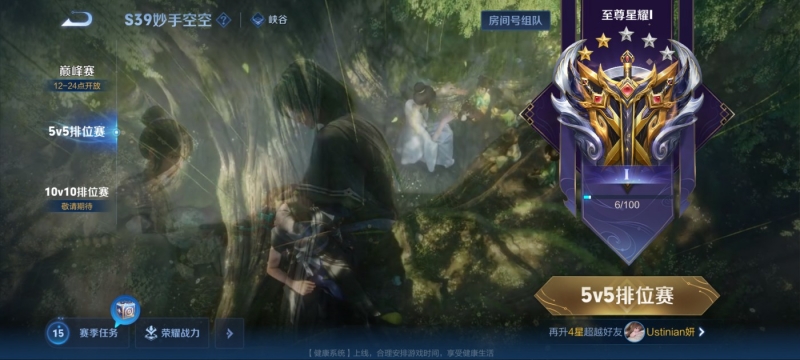 S39妙手空空 ?
峡谷
房间号组队
至尊星耀I
巅峰赛
12-24点开放
5v5排位赛
10v10排位赛
敬请期待
I
6/100
5v5排位赛
再升4星超越好友 Ustinian妍
15 赛季任务
荣耀战力
【健康系统】上线，合理安排游戏时间，享受健康生活